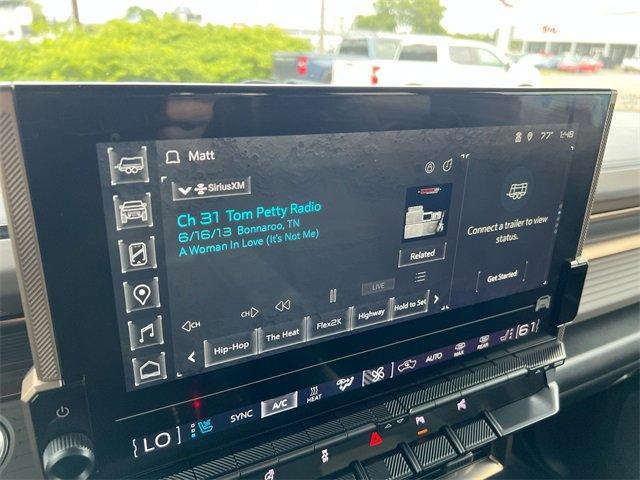 Matt
77° 1:48
SiriusXM
Ch 31 Tom Petty Radio
6/16/13 Bonnaroo, TN
A Woman In Love (It's Not Me)
Related
Connect a trailer to view
status.
Get Started
LIVE
CH
CH
Hip-Hop
The Heat
Flex2K
Highway
Hold to Set
LO
SYNC
A/C
HEAT
AUTO
MAX
REAR
61